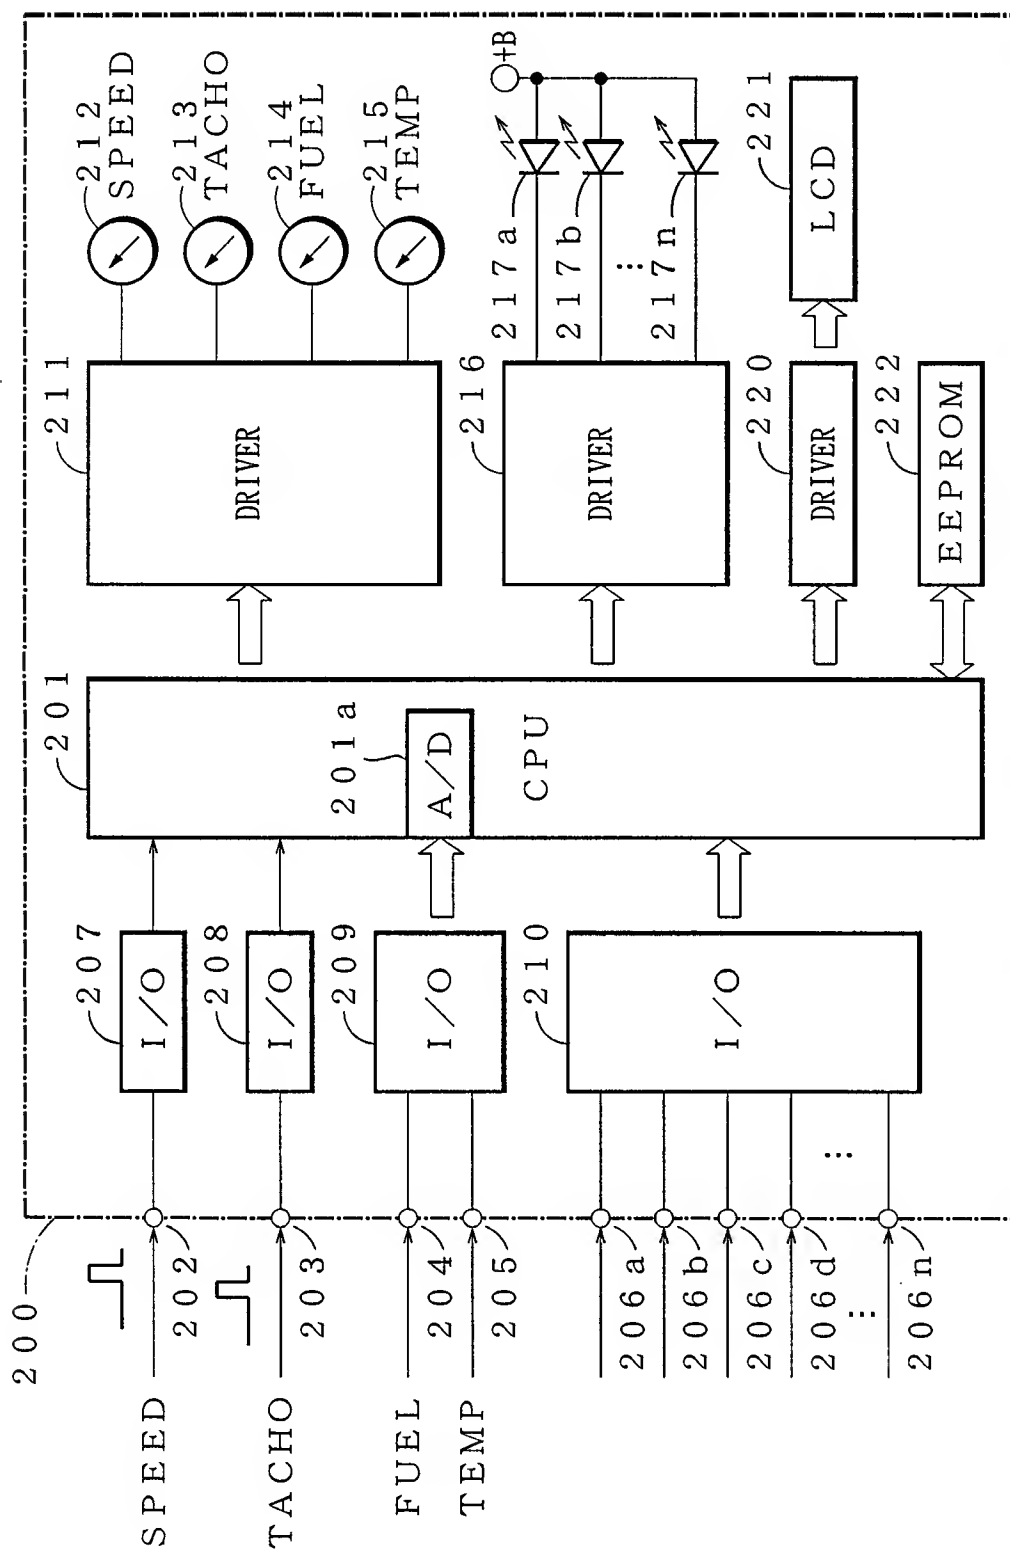 200
SPEED
202
207
I/O
TACHO
203
208
I/O
FUEL
204
TEMP
205
209
I/O
206a
206b
206c
206d
...
206n
...
210
I/O
201
201a
A/D
CPU
211
DRIVER
212
SPEED
213
TACHO
214
FUEL
215
TEMP
216
DRIVER
217a
217b
...
217n
+B
220
DRIVER
221
LCD
222
EEPROM